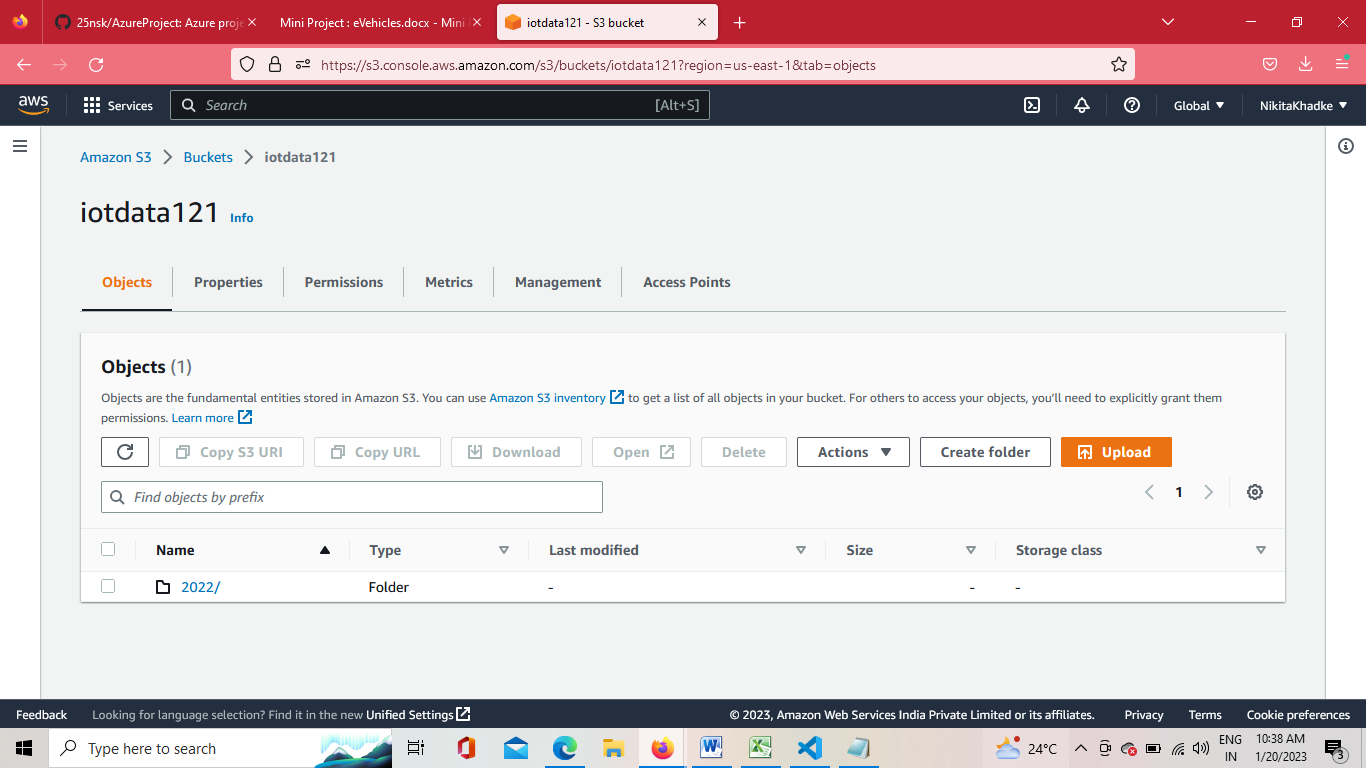 25nsk/AzureProject: Azure proje
Mini Project : eVehicles.docx - Mini
iotdata121 - S3 bucket
https://s3.console.aws.amazon.com/s3/buckets/iotdata121?region=us-east-1&tab=objects
aws
Services
Search
[Alt+S]
Global
NikitaKhadke
Amazon S3
Buckets
iotdata121
iotdata121 Info
Objects
Properties
Permissions
Metrics
Management
Access Points
Objects (1)
Objects are the fundamental entities stored in Amazon S3. You can use Amazon S3 inventory to get a list of all objects in your bucket. For others to access your objects, you'll need to explicitly grant them
permissions. Learn more
Copy S3 URI
Copy URL
Download
Open
Delete
Actions
Create folder
Upload
Find objects by prefix
1
Name
Type
Last modified
Size
Storage class
2022/
Folder
-
-
-
Feedback
Looking for language selection? Find it in the new Unified Settings
© 2023, Amazon Web Services India Private Limited or its affiliates.
Privacy
Terms
Cookie preferences
Type here to search
24°C
ENG
IN
10:38 AM
1/20/2023
3